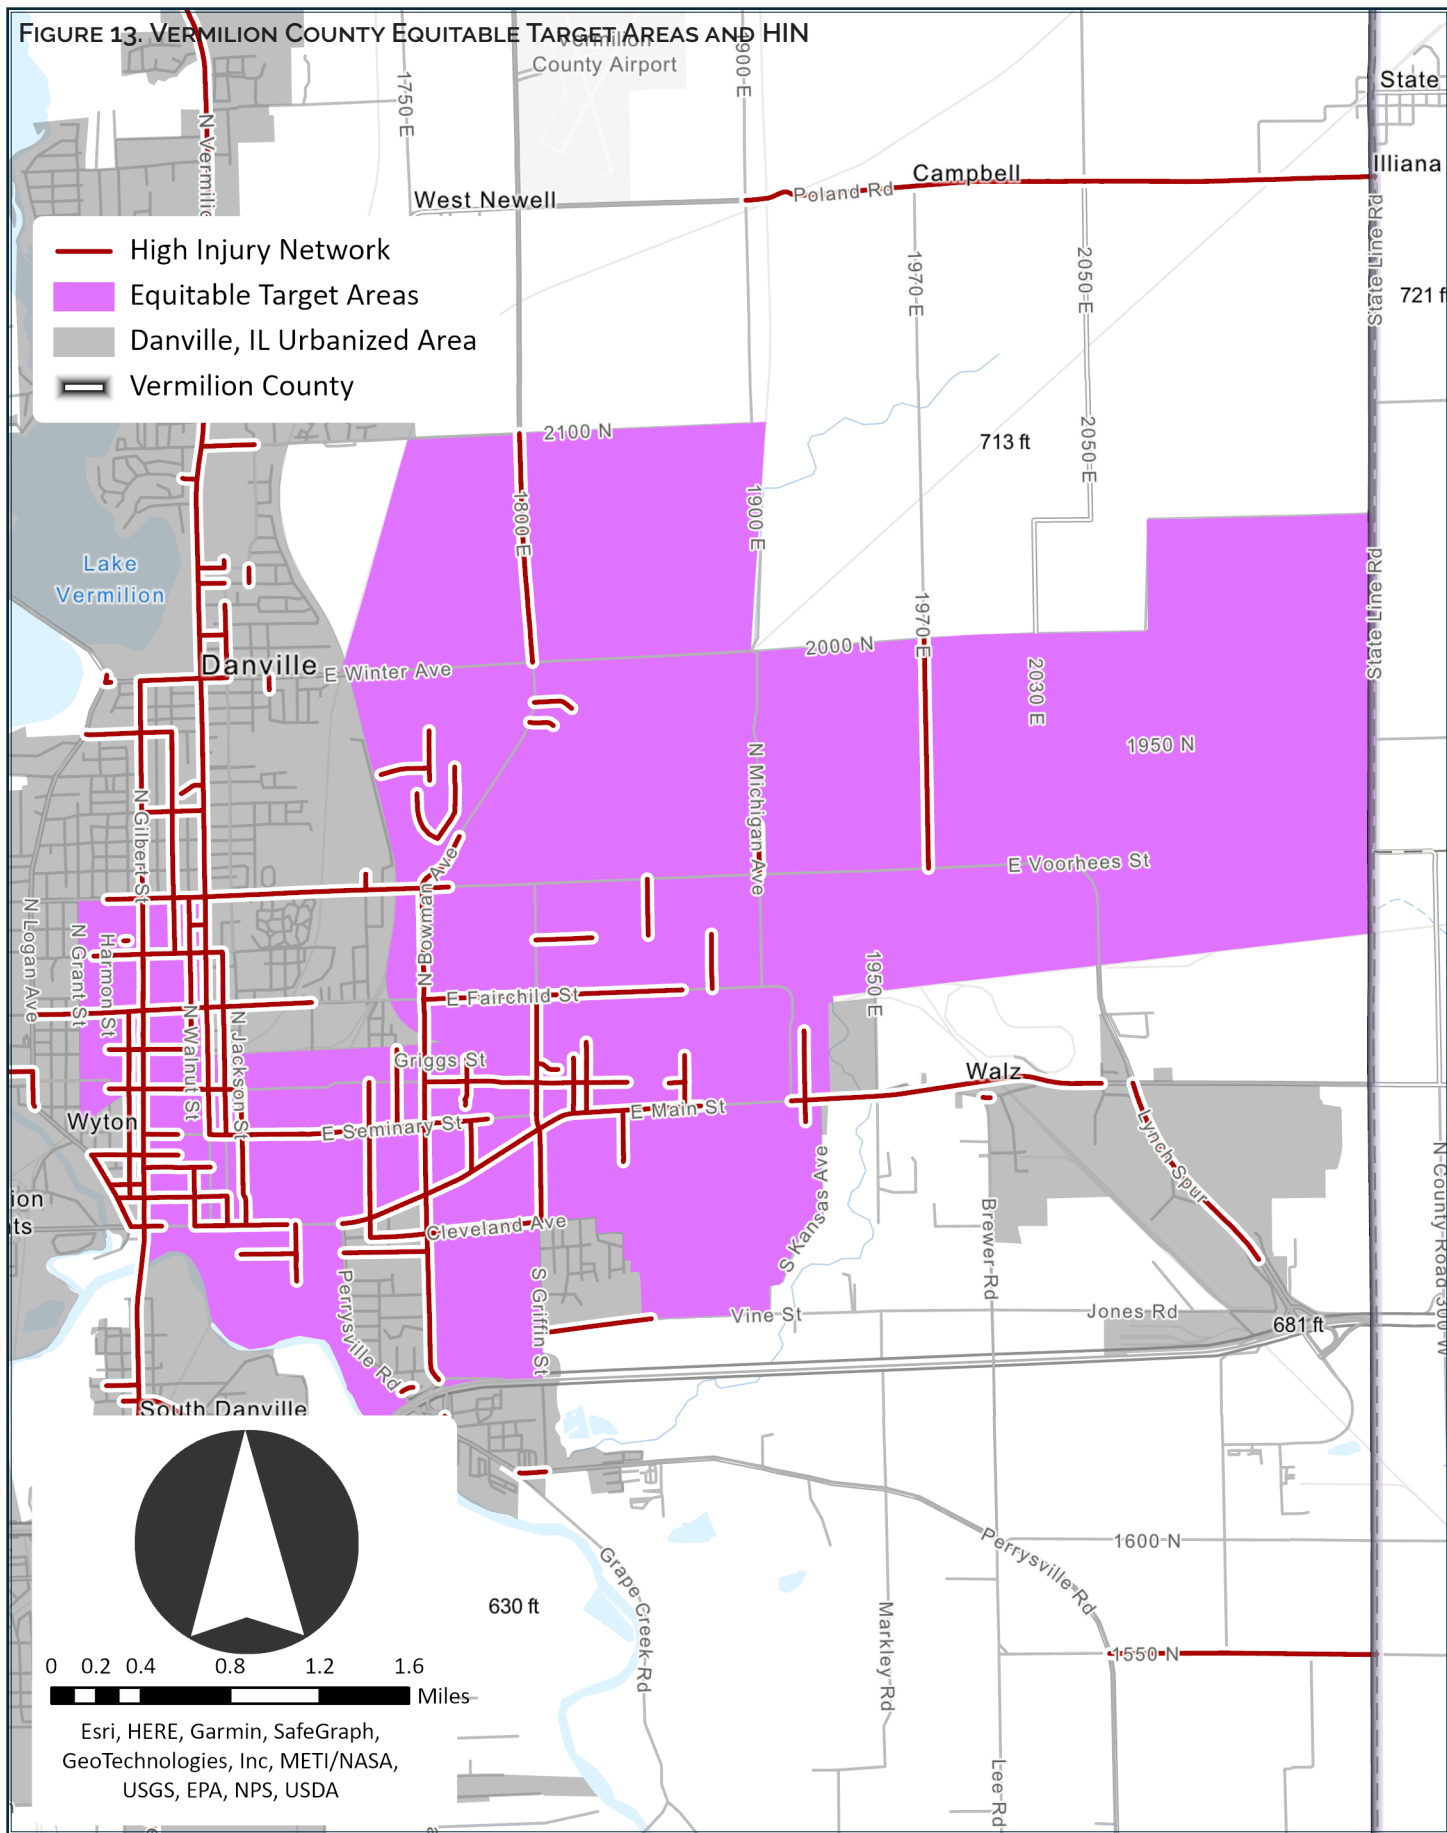 FIGURE 13. VERMILION COUNTY EQUITABLE TARGET AREAS AND HIN
Vermilion
County Airport
1750-E
1900-E
State
N Vermilio
West Newell
Poland Rd
Campbell
Illiana
State Line Rd
High Injury Network
Equitable Target Areas
Danville, IL Urbanized Area
Vermilion County
1970-E
2050-E
721 f
2100 N
713 ft
2050-E
1800 E
1900 E
Lake
Vermilion
State Line Rd
1970 E
Danville
E Winter Ave
2000 N
2030 E
1950 N
N Gilbert St
N Michigan Ave
E Voorhees St
N Bowman Ave
N Logan Ave
N Grant St
Harmon St
1950 E
E Fairchild St
N Walnut St
N Jackson St
Griggs St
Walz
Wyton
E Seminary St
E Main St
Lynch Spur
N-County-Road-300-W
ion
ts
S Kansas Ave
Brewer-Rd
Cleveland Ave
Perrysville Rd
S Griffin St
Vine St
Jones Rd
681 ft
South Danville
Perrysville Rd
1600 N
630 ft
Grape-Creek-Rd
Markley-Rd
1550 N
0 0.2 0.4 0.8 1.2 1.6
Miles
Esri, HERE, Garmin, SafeGraph,
GeoTechnologies, Inc, METI/NASA,
USGS, EPA, NPS, USDA
Lee-Rd